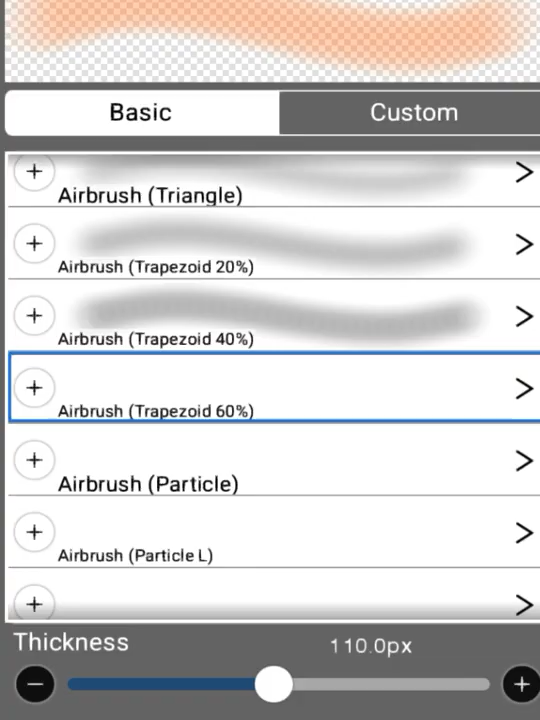 Basic
Custom
Airbrush (Triangle)
Airbrush (Trapezoid 20%)
Airbrush (Trapezoid 40%)
Airbrush (Trapezoid 60%)
Airbrush (Particle)
Airbrush (Particle L)
Thickness
110.0px